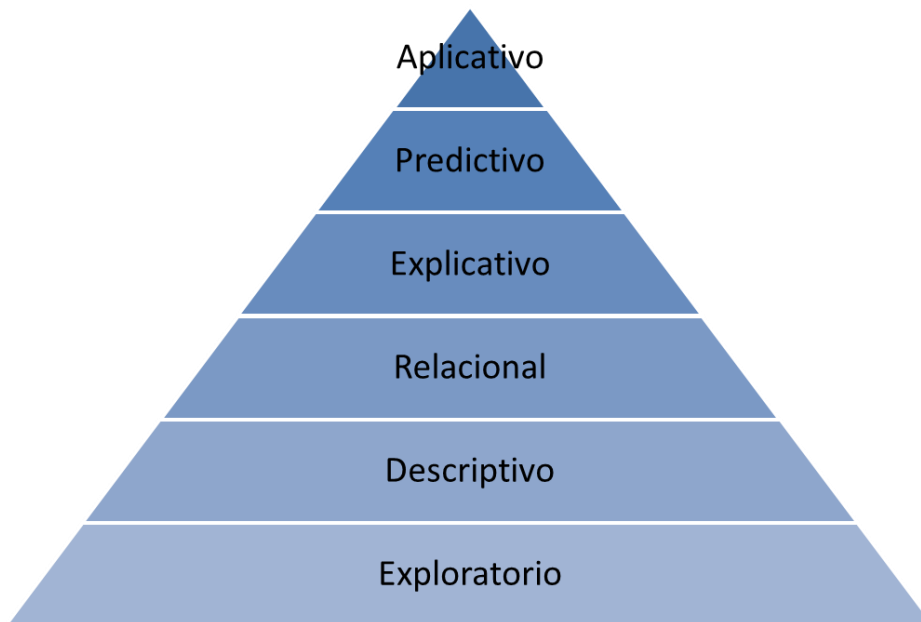 Aplicativo
Predictivo
Explicativo
Relacional
Descriptivo
Exploratorio